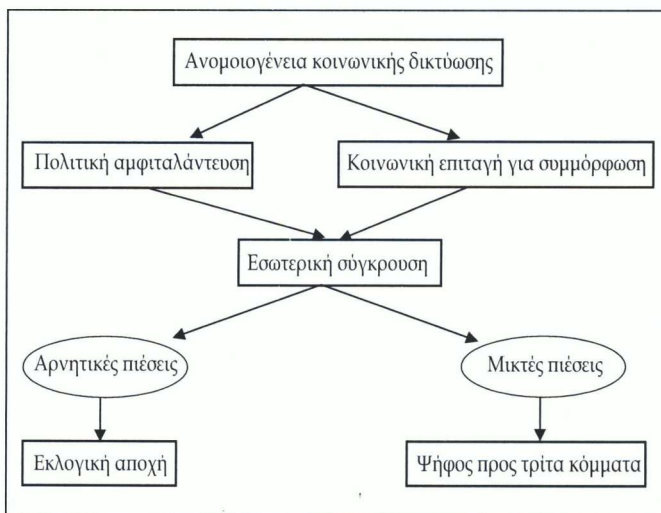 Ανομοιογένεια κοινωνικής δικτύωσης
Πολιτική αμφιταλάντευση
Κοινωνική επιταγή για συμμόρφωση
Εσωτερική σύγκρουση
Αρνητικές πιέσεις
Μικτές πιέσεις
Εκλογική αποχή
Ψήφος προς τρίτα κόμματα